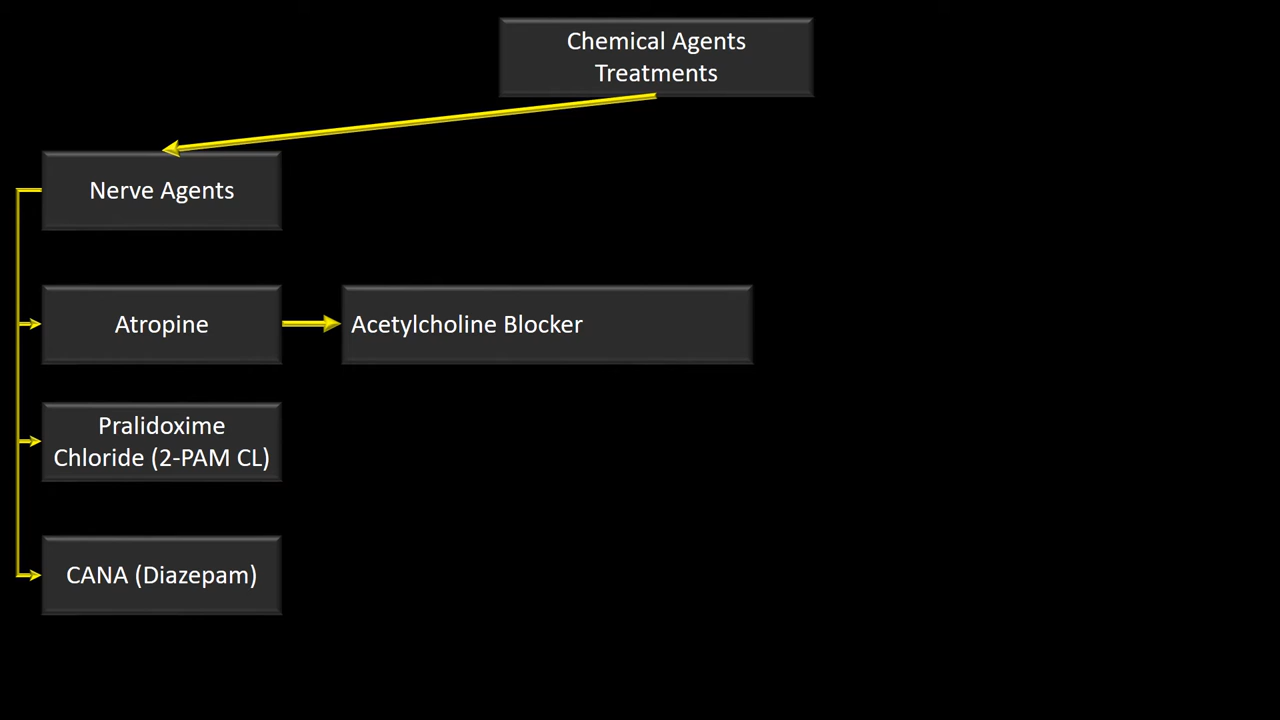 Chemical Agents
Treatments
Nerve Agents
Atropine
Acetylcholine Blocker
Pralidoxime
Chloride (2-PAM CL)
CANA (Diazepam)